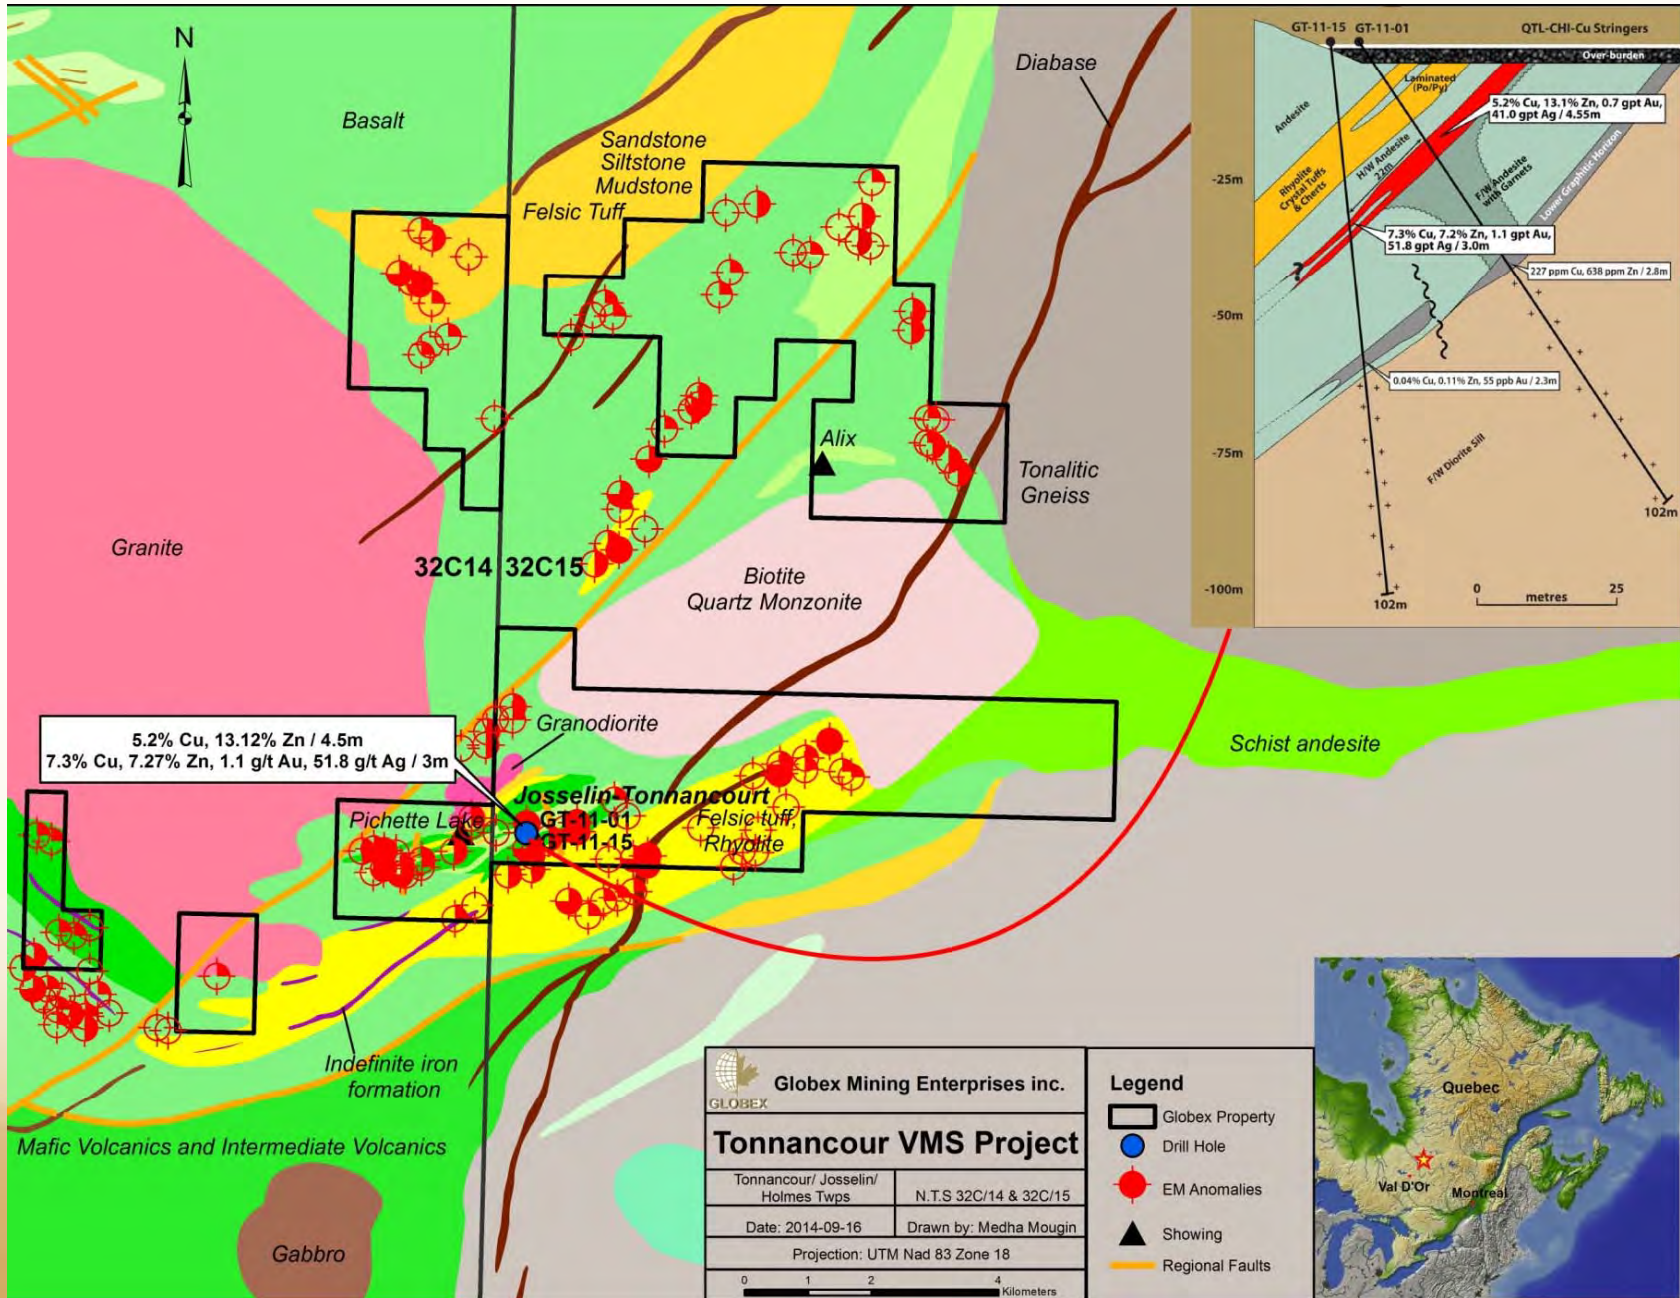 N
Basalt
Sandstone
Siltstone
Mudstone
Felsic Tuff
Diabase
Alix
Tonalitic
Gneiss
Granite
32C14
32C15
Biotite
Quartz Monzonite
Granodiorite
Schist andesite
5.2% Cu, 13.12% Zn / 4.5m
7.3% Cu, 7.27% Zn, 1.1 g/t Au, 51.8 g/t Ag / 3m
Josselin-Tonnancourt
Pichette Lake
GT-11-01
GT-11-15
Felsic tuff,
Rhyolite
Indefinite iron
formation
Mafic Volcanics and Intermediate Volcanics
Gabbro
GT-11-15
GT-11-01
QTL-CHI-Cu Stringers
Over-burden
Laminated
(Po/Py)
Andesite
5.2% Cu, 13.1% Zn, 0.7 gpt Au,
41.0 gpt Ag / 4.55m
H/W Andesite
22m
Rhyolite
Crystal Tuffs
& Cherts
F/W Andesite
with Garnets
Lower Graphitic Horizon
-25m
7.3% Cu, 7.2% Zn, 1.1 gpt Au,
51.8 gpt Ag / 3.0m
?
227 ppm Cu, 638 ppm Zn / 2.8m
-50m
0.04% Cu, 0.11% Zn, 55 ppb Au / 2.3m
-75m
F/W Diorite Sill
102m
-100m
102m
0
metres
25
GLOBEX
Globex Mining Enterprises inc.
Tonnancour VMS Project
Tonnancour/ Josselin/
Holmes Twps
N.T.S 32C/14 & 32C/15
Date: 2014-09-16
Drawn by: Medha Mougin
Projection: UTM Nad 83 Zone 18
0
1
2
4
Kilometers
Legend
Globex Property
Drill Hole
EM Anomalies
Showing
Regional Faults
Quebec
Val D'Or
Montreal